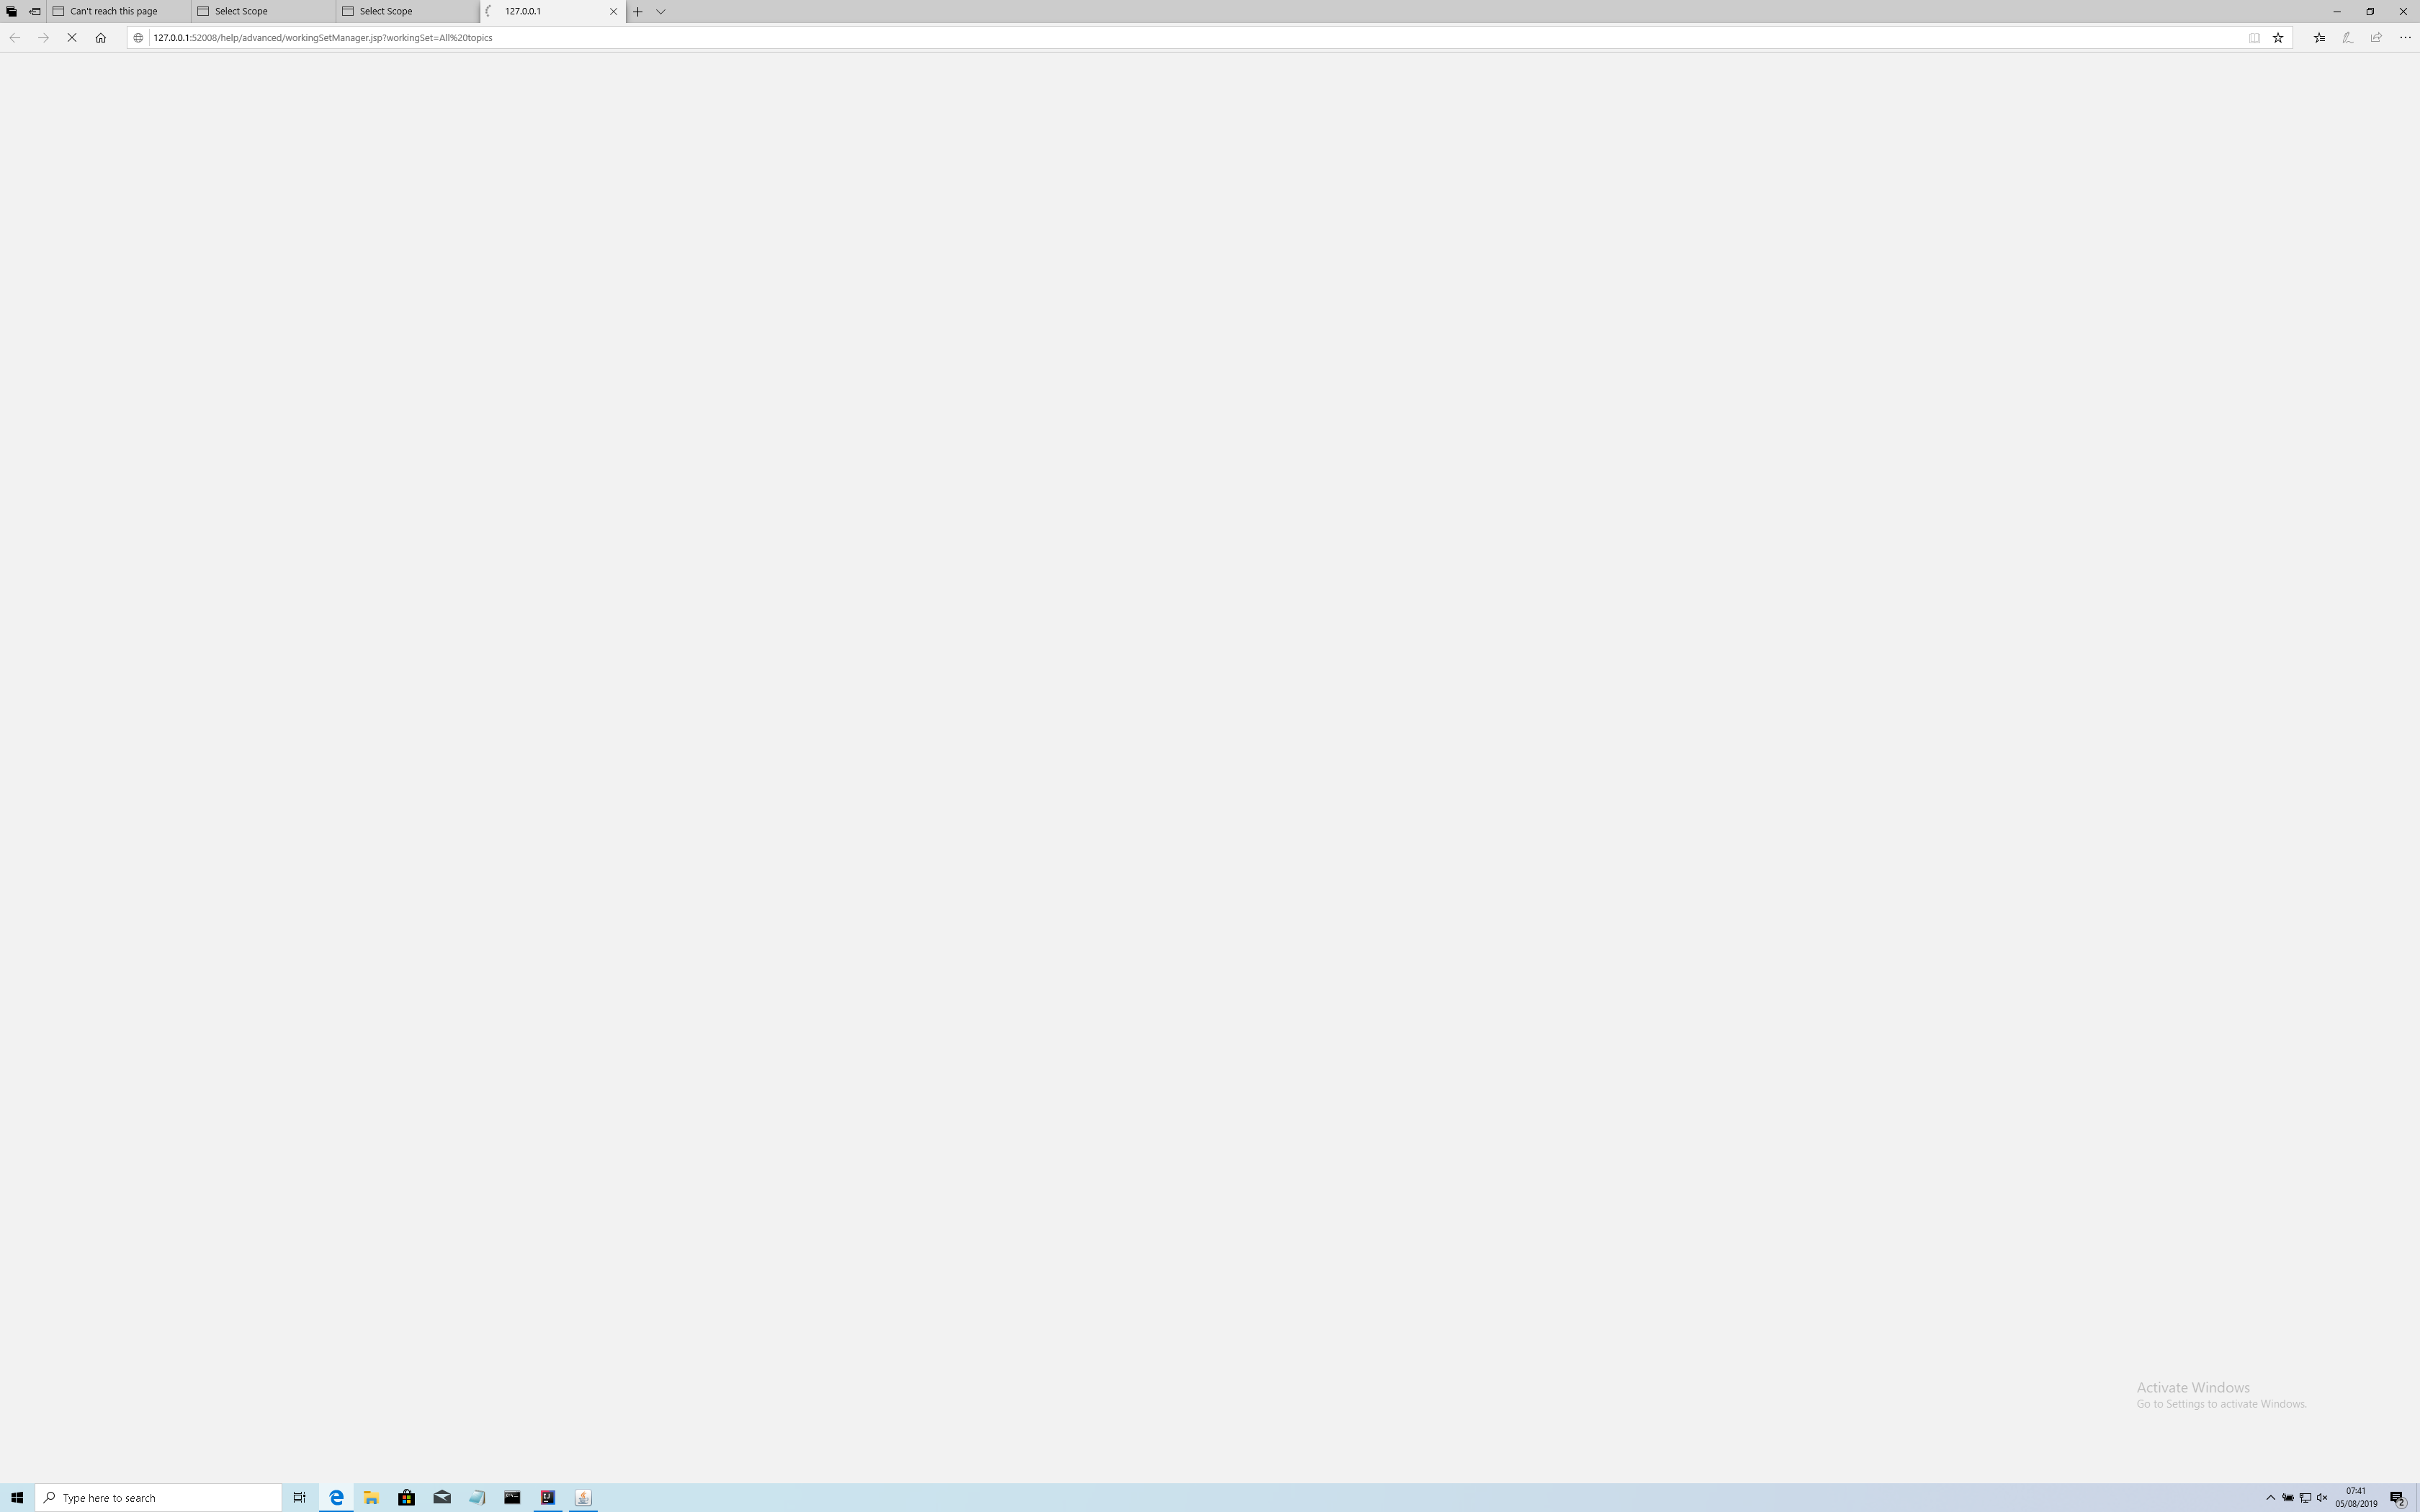 Can't reach this page
Select Scope
Select Scope
127.0.0.1
127.0.0.1:52008/help/advanced/workingSetManager.jsp?workingSet=All%20topics
Activate Windows
Go to Settings to activate Windows.
Type here to search
07:41
05/08/2019
2